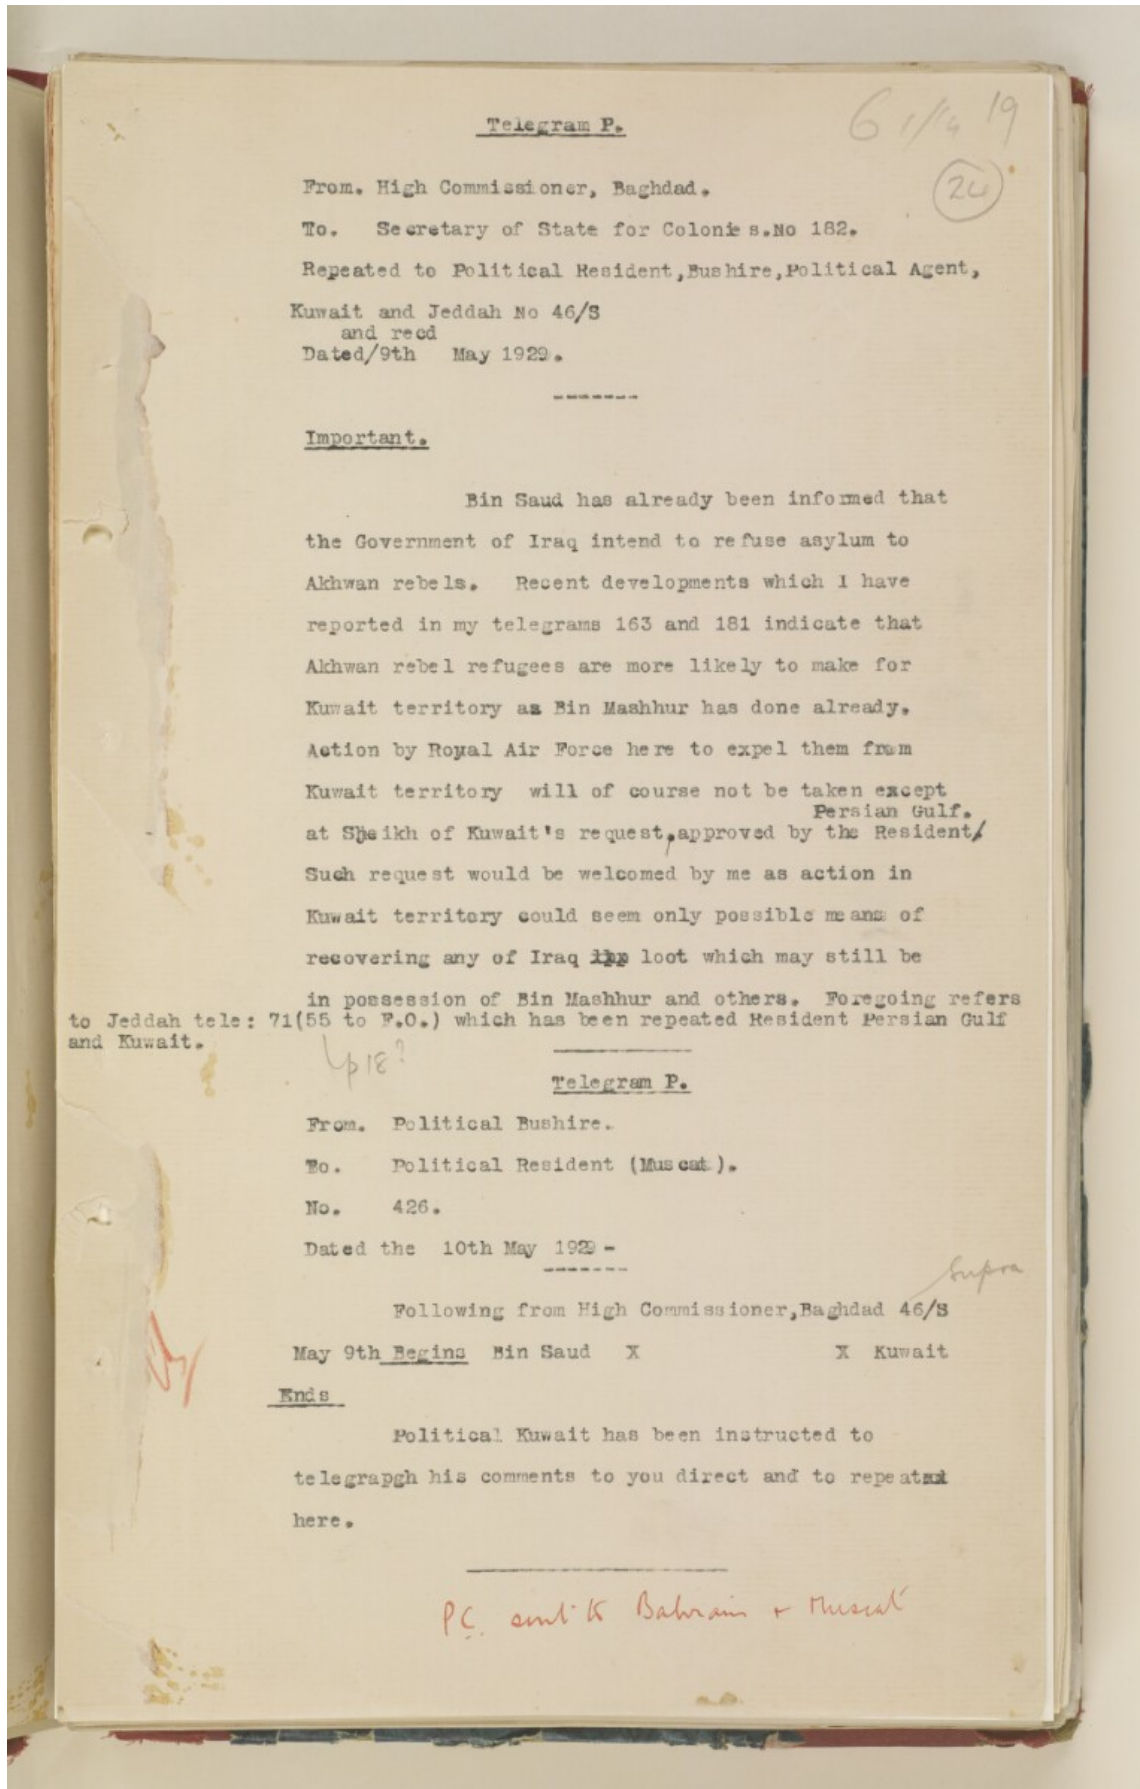 Telegram P.
6 1/14 19
24
From. High Commissioner, Baghdad.
To. Secretary of State for Colonies.No 182.
Repeated to Political Resident,Bushire,Political Agent,
Kuwait and Jeddah No 46/S
and recd
Dated/9th May 1929.
-------
Important.
Bin Saud has already been informed that
the Government of Iraq intend to refuse asylum to
Akhwan rebels. Recent developments which I have
reported in my telegrams 163 and 181 indicate that
Akhwan rebel refugees are more likely to make for
Kuwait territory as Bin Mashhur has done already.
Action by Royal Air Force here to expel them from
Kuwait territory will of course not be taken except
Persian Gulf.
at Sheikh of Kuwait's request,approved by the Resident/
Such request would be welcomed by me as action in
Kuwait territory could seem only possible means of
recovering any of Iraq loot which may still be
in possession of Bin Mashhur and others. Foregoing refers
to Jeddah tele: 71(55 to F.O.) which has been repeated Resident Persian Gulf
and Kuwait.
p 18?
Telegram P.
From. Political Bushire.
To. Political Resident (Muscat).
No. 426.
Dated the 10th May 1929 -
-------
Supra
Following from High Commissioner,Baghdad 46/S
May 9th Begins Bin Saud X X Kuwait
Ends
Political Kuwait has been instructed to
telegrapgh his comments to you direct and to repeat
here.
P.C. sent to Bahrain + Muscat